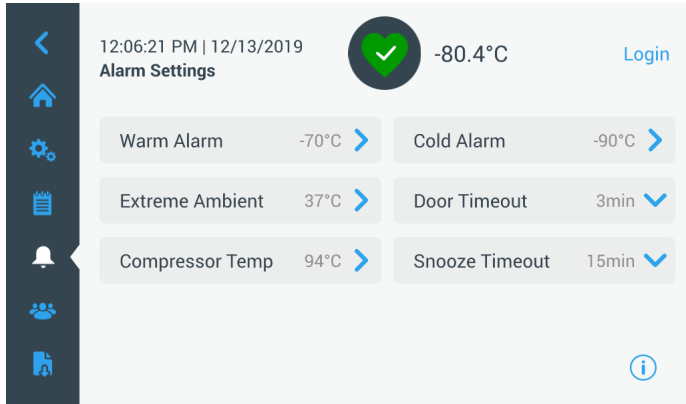 12:06:21 PM | 12/13/2019
Alarm Settings
-80.4°C
Login
Warm Alarm -70°C
Cold Alarm -90°C
Extreme Ambient 37°C
Door Timeout 3min
Compressor Temp 94°C
Snooze Timeout 15min
i